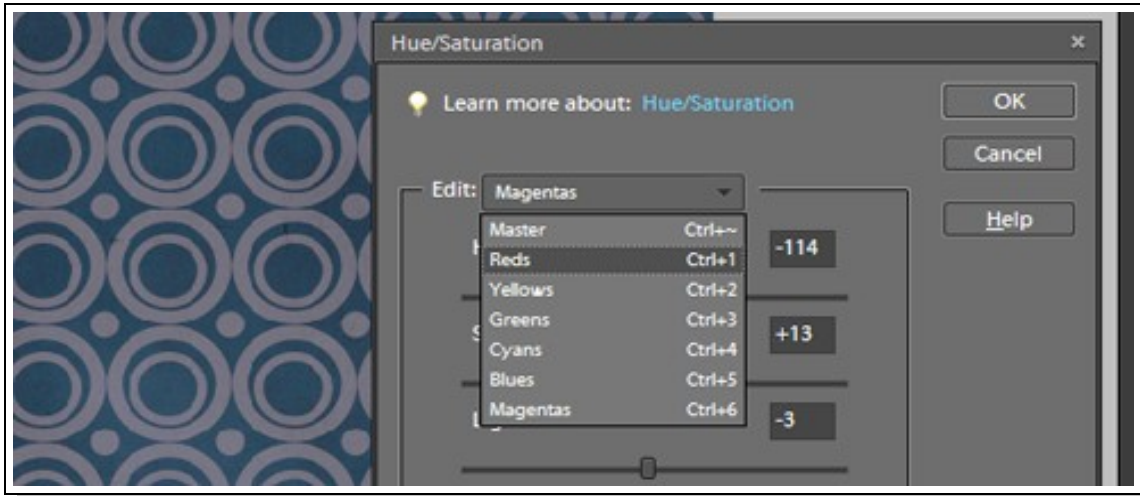 Hue/Saturation ×
Learn more about: Hue/Saturation
OK
Cancel
Help
Edit: Magentas
Master Ctrl+~
Reds Ctrl+1
-114
Yellows Ctrl+2
Greens Ctrl+3
+13
Cyans Ctrl+4
Blues Ctrl+5
Magentas Ctrl+6
-3